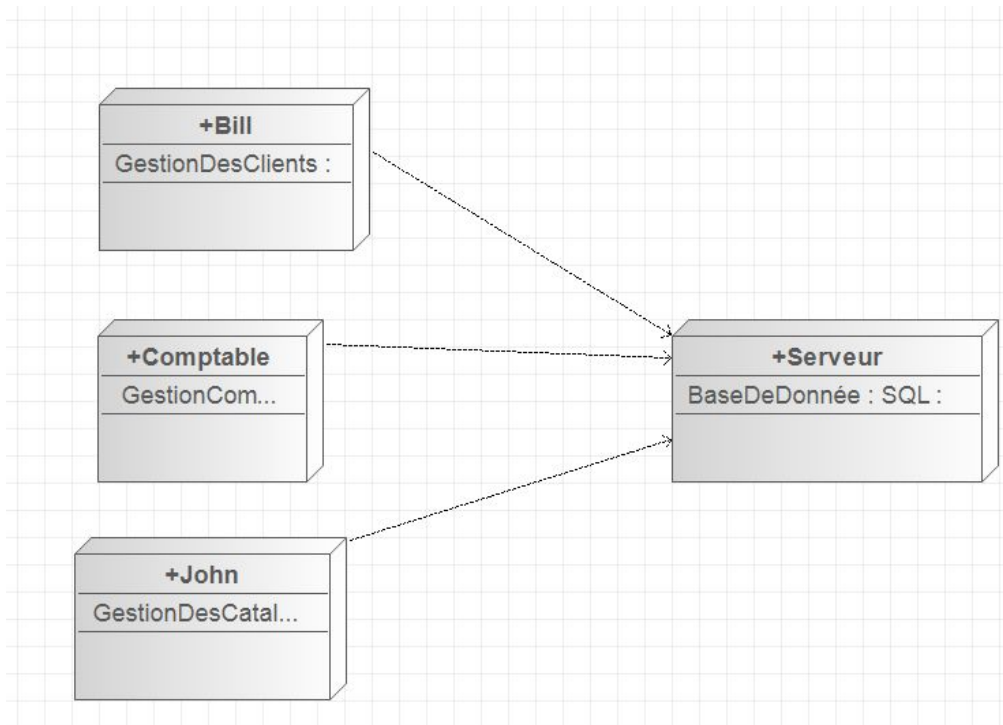 +Bill
GestionDesClients :
+Comptable
GestionCom...
+Serveur
BaseDeDonnée : SQL :
+John
GestionDesCatal...